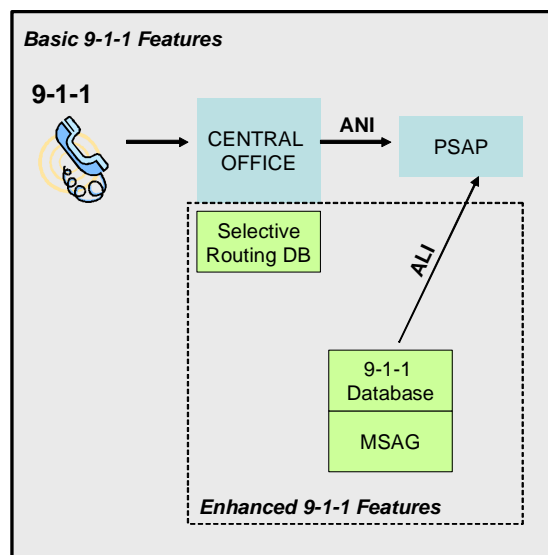 Basic 9-1-1 Features
9-1-1
CENTRAL
OFFICE
ANI
PSAP
Selective
Routing DB
ALI
9-1-1
Database
MSAG
Enhanced 9-1-1 Features